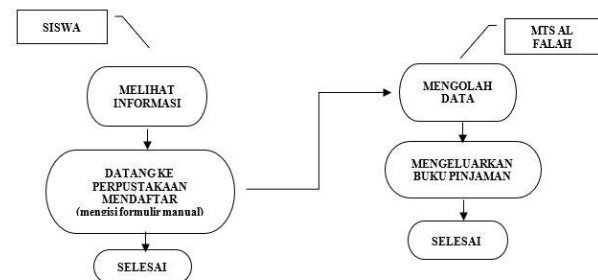 SISWA
MELIHAT
INFORMASI
DATANG KE
PERPUSTAKAAN
MENDAFTAR
(mengisi formulir manual)
SELESAI
MTS AL
FALAH
MENGOLAH
DATA
MENGELUARKAN
BUKU PINJAMAN
SELESAI